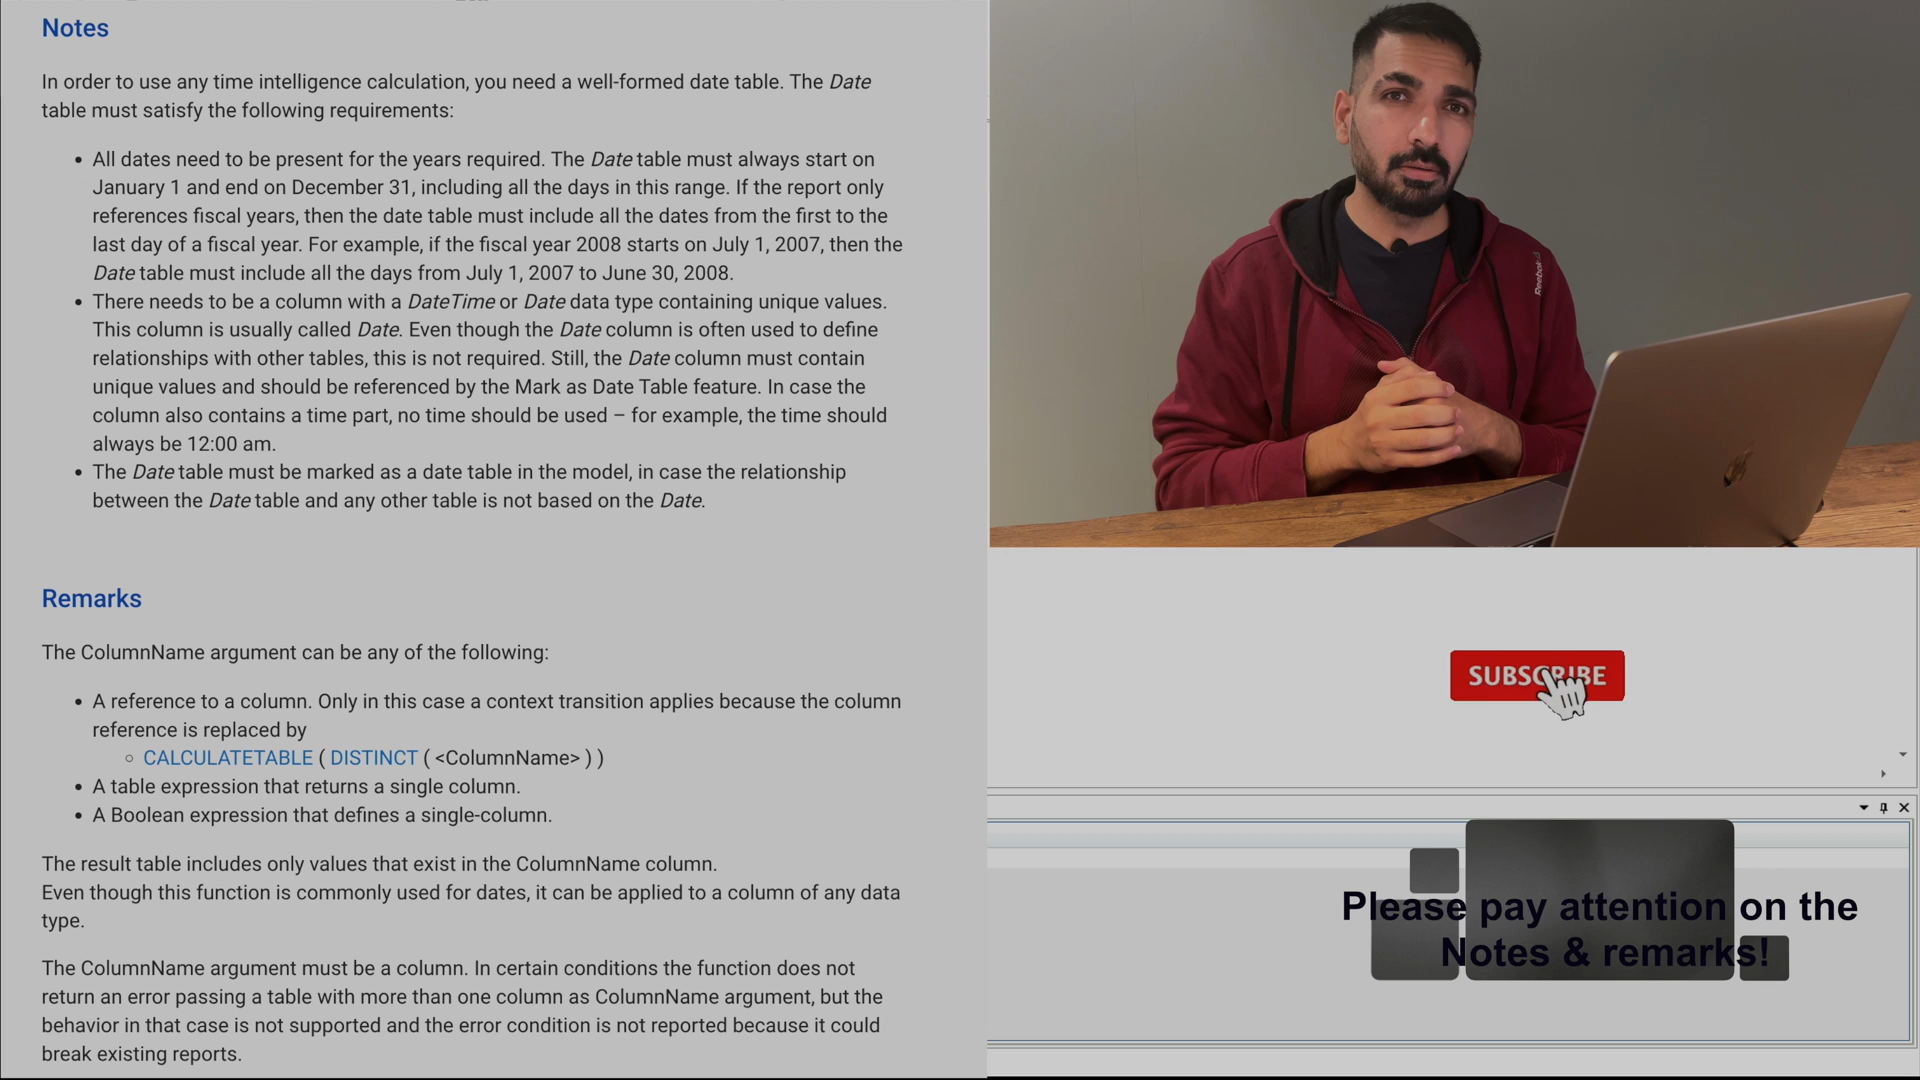 Notes
In order to use any time intelligence calculation, you need a well-formed date table. The Date
table must satisfy the following requirements:
• All dates need to be present for the years required. The Date table must always start on
January 1 and end on December 31, including all the days in this range. If the report only
references fiscal years, then the date table must include all the dates from the first to the
last day of a fiscal year. For example, if the fiscal year 2008 starts on July 1, 2007, then the
Date table must include all the days from July 1, 2007 to June 30, 2008.
• There needs to be a column with a DateTime or Date data type containing unique values.
This column is usually called Date. Even though the Date column is often used to define
relationships with other tables, this is not required. Still, the Date column must contain
unique values and should be referenced by the Mark as Date Table feature. In case the
column also contains a time part, no time should be used – for example, the time should
always be 12:00 am.
• The Date table must be marked as a date table in the model, in case the relationship
between the Date table and any other table is not based on the Date.
Remarks
The ColumnName argument can be any of the following:
• A reference to a column. Only in this case a context transition applies because the column
reference is replaced by
◦ CALCULATETABLE ( DISTINCT ( <ColumnName> ) )
• A table expression that returns a single column.
• A Boolean expression that defines a single-column.
The result table includes only values that exist in the ColumnName column.
Even though this function is commonly used for dates, it can be applied to a column of any data
type.
The ColumnName argument must be a column. In certain conditions the function does not
return an error passing a table with more than one column as ColumnName argument, but the
behavior in that case is not supported and the error condition is not reported because it could
break existing reports.
Reebok
SUBSCRIBE
Please pay attention on the
Notes & remarks!